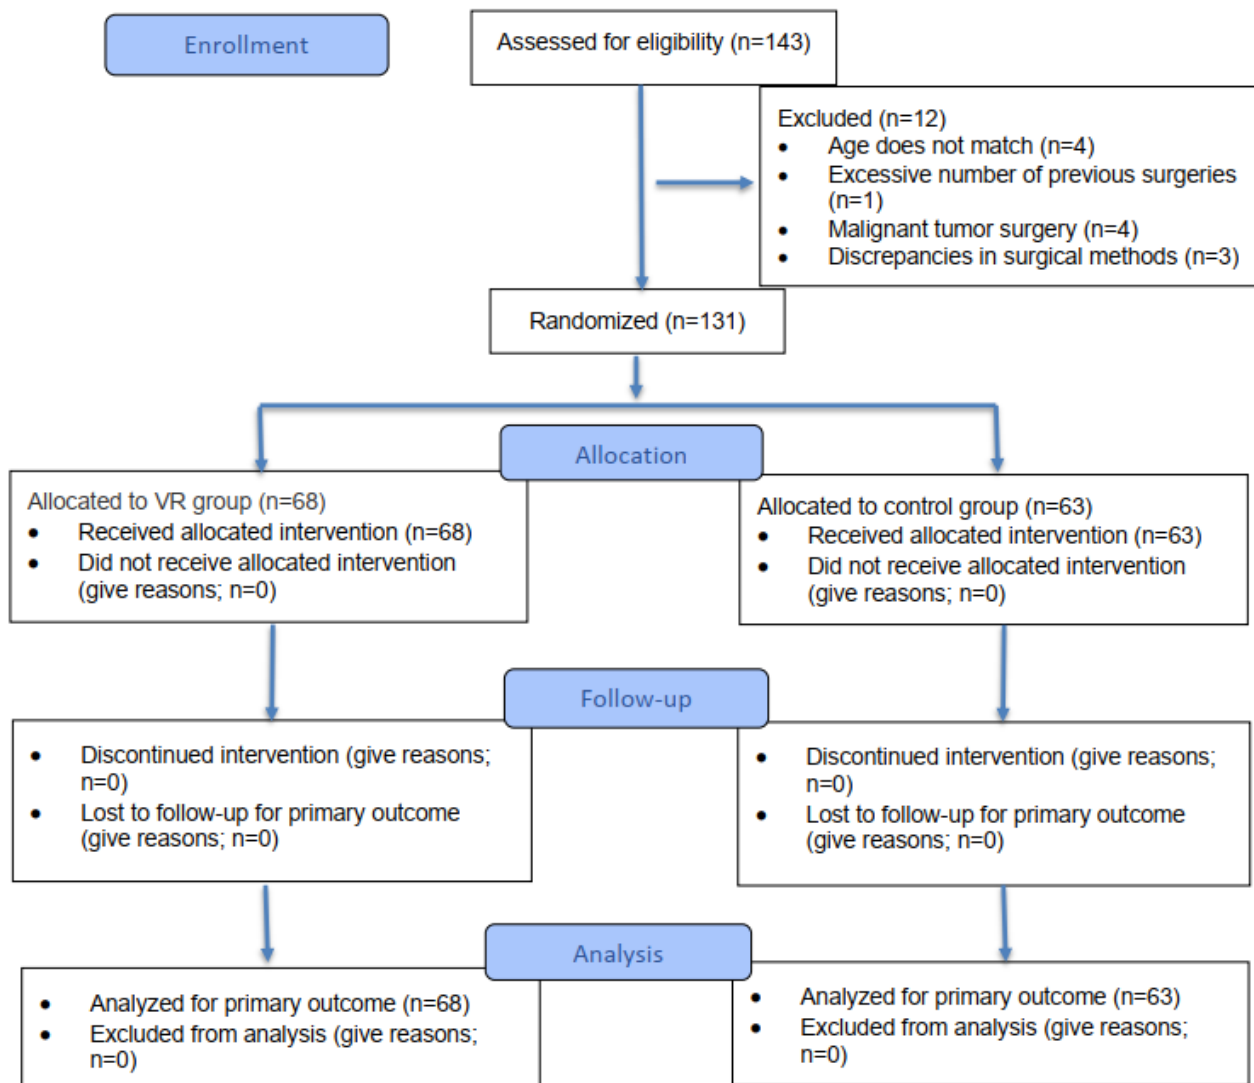 Enrollment
Assessed for eligibility (n=143)
Excluded (n=12)
• Age does not match (n=4)
• Excessive number of previous surgeries
(n=1)
• Malignant tumor surgery (n=4)
• Discrepancies in surgical methods (n=3)
Randomized (n=131)
Allocation
Allocated to VR group (n=68)
• Received allocated intervention (n=68)
• Did not receive allocated intervention
(give reasons; n=0)
Allocated to control group (n=63)
• Received allocated intervention (n=63)
• Did not receive allocated intervention
(give reasons; n=0)
Follow-up
• Discontinued intervention (give reasons;
n=0)
• Lost to follow-up for primary outcome
(give reasons; n=0)
• Discontinued intervention (give reasons;
n=0)
• Lost to follow-up for primary outcome
(give reasons; n=0)
Analysis
• Analyzed for primary outcome (n=68)
• Excluded from analysis (give reasons;
n=0)
• Analyzed for primary outcome (n=63)
• Excluded from analysis (give reasons;
n=0)